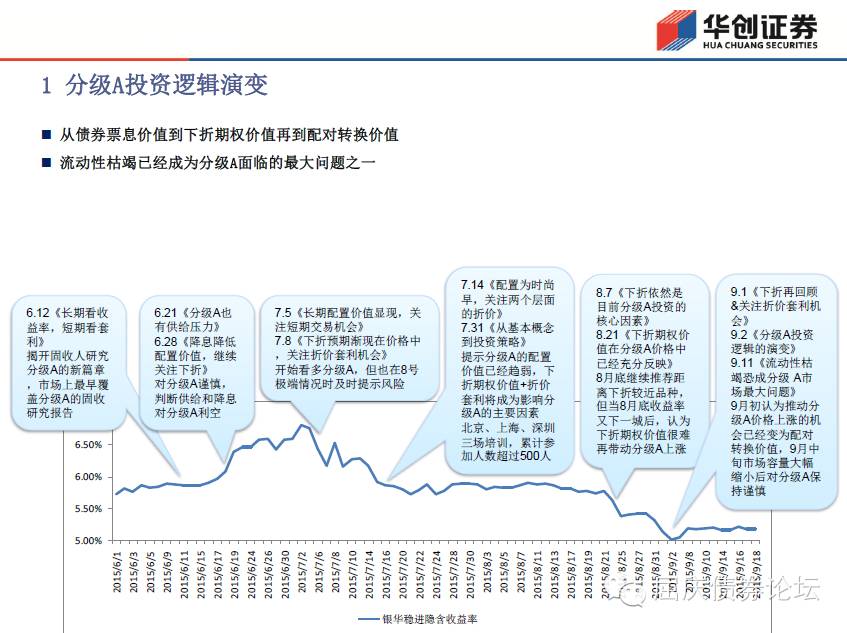 华创证券
HUA CHUANG SECURITIES
1 分级A投资逻辑演变
■ 从债券票息价值到下折期权价值再到配对转换价值
■ 流动性枯竭已经成为分级A面临的最大问题之一
6.12《长期看收
益率，短期看套
利》
揭开固收人研究
分级A的新篇章
，市场上最早覆
盖分级A的固收
研究报告
6.21《分级A也
有供给压力》
6.28《降息降低
配置价值，继续
关注下折》
对分级A谨慎，
判断供给和降息
对分级A利空
7.5《长期配置价值显现，关
注短期交易机会》
7.8《下折预期渐现在价格中
，关注折价套利机会》
开始看多分级A，但也在8号
极端情况时及时提示风险
7.14《配置为时尚
早，关注两个层面
的折价》
7.31《从基本概念
到投资策略》
提示分级A的配置
价值已经趋弱，下
折期权价值+折价
套利将成为影响分
级A的主要因素
北京、上海、深圳
三场培训，累计参
加人数超过500人
8.7《下折依然是
目前分级A投资的
核心因素》
8.21《下折期权价
值在分级A价格中
已经充分反映》
8月底继续推荐距
离下折较近品种，
但当8月底收益率
又下一城后，认为
下折期权价值很难
再带动分级A上涨
9.1《下折再回顾
&关注折价套利机
会》
9.2《分级A投资
逻辑的演变》
9.11《流动性枯
竭恐成分级 A市
场最大问题》
9月初认为推动分
级A价格上涨的机
会已经变为配对
转换价值，9月中
旬市场容量大幅
缩小后对分级A保
持谨慎
6.50%
6.00%
5.50%
5.00%
2015/6/1
2015/6/3
2015/6/5
2015/6/9
2015/6/11
2015/6/15
2015/6/17
2015/6/19
2015/6/24
2015/6/26
2015/6/30
2015/7/2
2015/7/6
2015/7/8
2015/7/10
2015/7/14
2015/7/16
2015/7/20
2015/7/22
2015/7/24
2015/7/28
2015/7/30
2015/8/3
2015/8/5
2015/8/7
2015/8/11
2015/8/13
2015/8/17
2015/8/19
2015/8/21
2015/8/25
2015/8/27
2015/8/31
2015/9/2
2015/9/8
2015/9/10
2015/9/14
2015/9/16
2015/9/18
银华稳进隐含收益率
屈庆债券论坛